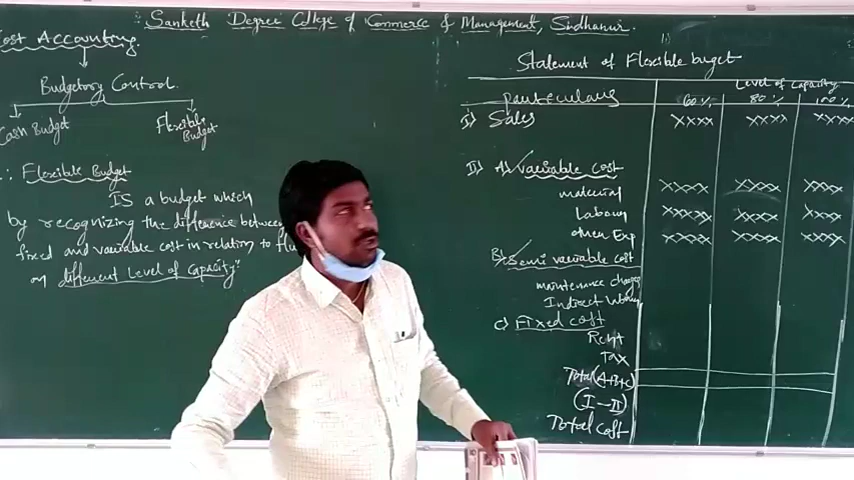 Sanketh Degree College of Commerce & Management, Sindhanur.
Cost Accounting.
Budgetory Control.
Cash Budget
Flexible Budget
∴ Flexible Budget
IS a budget which
by recognizing the difference between
fixed and variable cost in relation to
on different Level of capacity".
Statement of Flexible buget
Particulars
Level of capacity
60% 80% 100%
I) Sales XXXX XXXX XXXX
II) A) Variable cost
material XXXX XXXX XXXX
Labour XXXX XXXX XXXX
other Exp XXXX XXXX XXXX
B) Semi variable cost
maintenance charges
Indirect
C) Fixed cost
Rent
Tax
Total (A+B+C)
(I-II)
Total cost